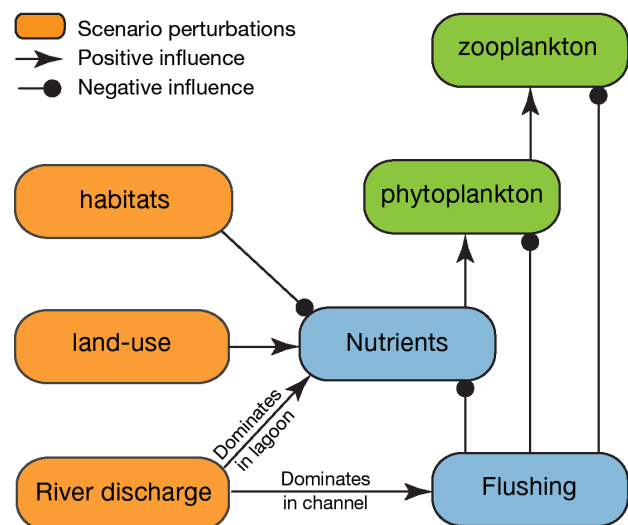 Scenario perturbations
Positive influence
Negative influence
zooplankton
habitats
phytoplankton
land-use
Nutrients
Dominates
in lagoon
River discharge
Dominates
in channel
Flushing